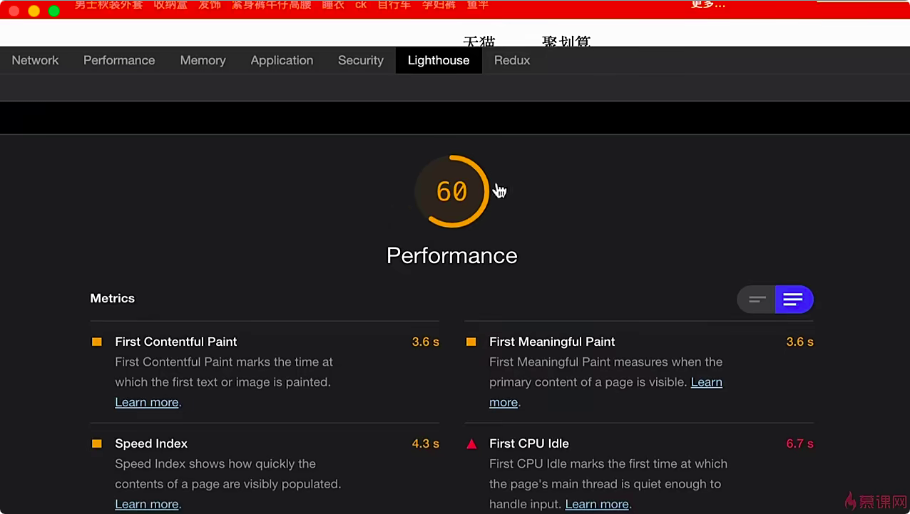 男士秋装外套 收纳盒 发饰 紧身裤牛仔高腰 睡衣 ck 自行车 孕妇裤 鱼竿 更多...
天猫 聚划算
Network Performance Memory Application Security Lighthouse Redux
60
Performance
Metrics
First Contentful Paint 3.6 s
First Contentful Paint marks the time at
which the first text or image is painted.
Learn more.
First Meaningful Paint 3.6 s
First Meaningful Paint measures when the
primary content of a page is visible. Learn
more.
Speed Index 4.3 s
Speed Index shows how quickly the
contents of a page are visibly populated.
Learn more.
First CPU Idle 6.7 s
First CPU Idle marks the first time at which
the page's main thread is quiet enough to
handle input. Learn more.
慕课网